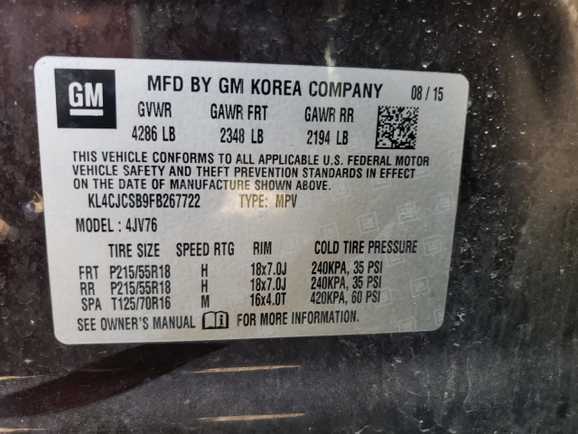 GM
MFD BY GM KOREA COMPANY 08 / 15
GVWR GAWR FRT GAWR RR
4286 LB 2348 LB 2194 LB
THIS VEHICLE CONFORMS TO ALL APPLICABLE U.S. FEDERAL MOTOR
VEHICLE SAFETY AND THEFT PREVENTION STANDARDS IN EFFECT
ON THE DATE OF MANUFACTURE SHOWN ABOVE.
KL4CJCSB9FB267722 TYPE: MPV
MODEL : 4JV76
TIRE SIZE SPEED RTG RIM COLD TIRE PRESSURE
FRT P215/55R18 H 18x7.0J 240KPA, 35 PSI
RR P215/55R18 H 18x7.0J 240KPA, 35 PSI
SPA T125/70R16 M 16x4.0T 420KPA, 60 PSI
SEE OWNER'S MANUAL FOR MORE INFORMATION.